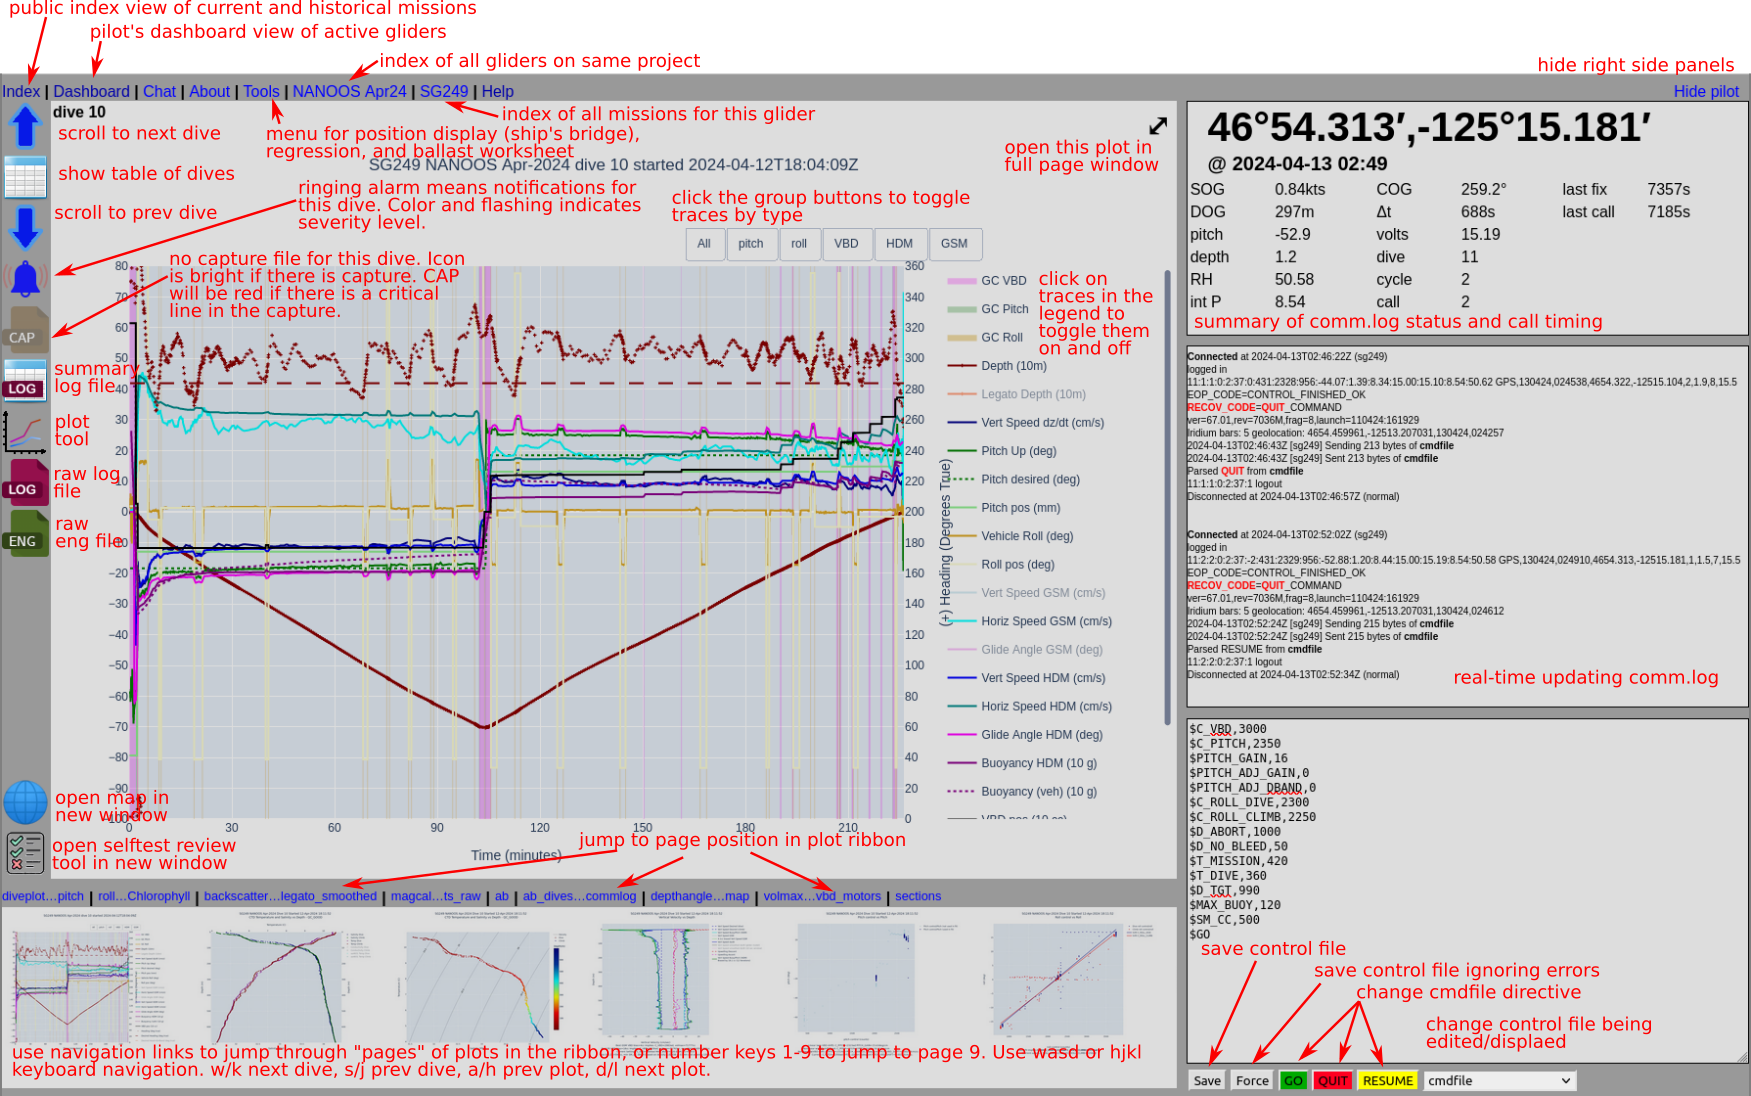 public index view of current and historical missions
pilot's dashboard view of active gliders
index of all gliders on same project
hide right side panels
Index | Dashboard | Chat | About | Tools | NANOOS Apr24 | SG249 | Help
Hide pilot
dive 10
index of all missions for this glider
scroll to next dive
menu for position display (ship's bridge),
regression, and ballast worksheet
open this plot in
full page window
SG249 NANOOS Apr-2024 dive 10 started 2024-04-12T18:04:09Z
show table of dives
ringing alarm means notifications for
this dive. Color and flashing indicates
severity level.
click the group buttons to toggle
traces by type
scroll to prev dive
All
pitch
roll
VBD
HDM
GSM
no capture file for this dive. Icon
is bright if there is capture. CAP
will be red if there is a critical
line in the capture.
CAP
summary
log file
LOG
plot
tool
raw log
file
LOG
raw
eng file
ENG
open map in
new window
open selftest review
tool in new window
80
70
60
50
40
30
20
10
0
−10
−20
−30
−40
−50
−60
−70
−80
−90
−100
0
30
60
90
120
150
180
210
Time (minutes)
360
340
320
300
280
260
240
220
200
180
160
140
120
100
80
60
40
20
0
(+) Heading (Degrees True)
GC VBD
GC Pitch
GC Roll
Depth (10m)
Legato Depth (10m)
Vert Speed dz/dt (cm/s)
Pitch Up (deg)
Pitch desired (deg)
Pitch pos (mm)
Vehicle Roll (deg)
Roll pos (deg)
Vert Speed GSM (cm/s)
Horiz Speed GSM (cm/s)
Glide Angle GSM (deg)
Vert Speed HDM (cm/s)
Horiz Speed HDM (cm/s)
Glide Angle HDM (deg)
Buoyancy HDM (10 g)
Buoyancy (veh) (10 g)
click on
traces in the
legend to
toggle them
on and off
jump to page position in plot ribbon
diveplot…pitch | roll…Chlorophyll | backscatter…legato_smoothed | magcal…ts_raw | ab | ab_dives…commlog | depthangle…map | volmax…vbd_motors | sections
use navigation links to jump through "pages" of plots in the ribbon, or number keys 1-9 to jump to page 9. Use wasd or hjkl
keyboard navigation. w/k next dive, s/j prev dive, a/h prev plot, d/l next plot.
46°54.313′,-125°15.181′
@ 2024-04-13 02:49
SOG 0.84kts COG 259.2° last fix 7357s
DOG 297m Δt 688s last call 7185s
pitch -52.9 volts 15.19
depth 1.2 dive 11
RH 50.58 cycle 2
int P 8.54 call 2
summary of comm.log status and call timing
Connected at 2024-04-13T02:46:22Z (sg249)
logged in
11:1:1:0:2:37:0:431:2328:956:-44.07:1.39:8.34:15.00:15.10:8.54:50.62 GPS,130424,024538,4654.322,-12515.104,2,1.9,8,15.5
EOP_CODE=CONTROL_FINISHED_OK
RECOV_CODE=QUIT_COMMAND
ver=67.01,rev=7036M,frag=8,launch=110424:161929
Iridium bars: 5 geolocation: 4654.459961,-12513.207031,130424,024257
2024-04-13T02:46:43Z [sg249] Sending 213 bytes of cmdfile
2024-04-13T02:46:43Z [sg249] Sent 213 bytes of cmdfile
Parsed QUIT from cmdfile
11:1:1:0:2:37:1 logout
Disconnected at 2024-04-13T02:46:57Z (normal)
Connected at 2024-04-13T02:52:02Z (sg249)
logged in
11:2:2:0:2:37:-2:431:2329:956:-52.88:1.20:8.44:15.00:15.19:8.54:50.58 GPS,130424,024910,4654.313,-12515.181,1,1.5,7,15.5
EOP_CODE=CONTROL_FINISHED_OK
RECOV_CODE=QUIT_COMMAND
ver=67.01,rev=7036M,frag=8,launch=110424:161929
Iridium bars: 5 geolocation: 4654.459961,-12513.207031,130424,024612
2024-04-13T02:52:24Z [sg249] Sending 215 bytes of cmdfile
2024-04-13T02:52:24Z [sg249] Sent 215 bytes of cmdfile
Parsed RESUME from cmdfile
11:2:2:0:2:37:1 logout
Disconnected at 2024-04-13T02:52:34Z (normal)
real-time updating comm.log
$C_VBD,3000
$C_PITCH,2350
$PITCH_GAIN,16
$PITCH_ADJ_GAIN,0
$PITCH_ADJ_DBAND,0
$C_ROLL_DIVE,2300
$C_ROLL_CLIMB,2250
$D_ABORT,1000
$D_NO_BLEED,50
$T_MISSION,420
$T_DIVE,360
$D_TGT,990
$MAX_BUOY,120
$SM_CC,500
$GO
save control file
save control file ignoring errors
change cmdfile directive
change control file being
edited/displaed
Save
Force
GO
QUIT
RESUME
cmdfile